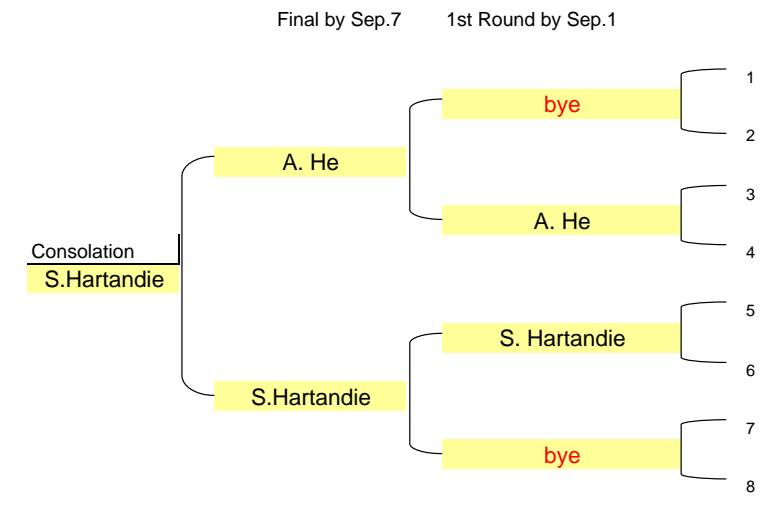 Final by Sep.7 1st Round by Sep.1
1
bye
2
A. He
3
A. He
4
Consolation
S.Hartandie
5
S. Hartandie
6
S.Hartandie
7
bye
8